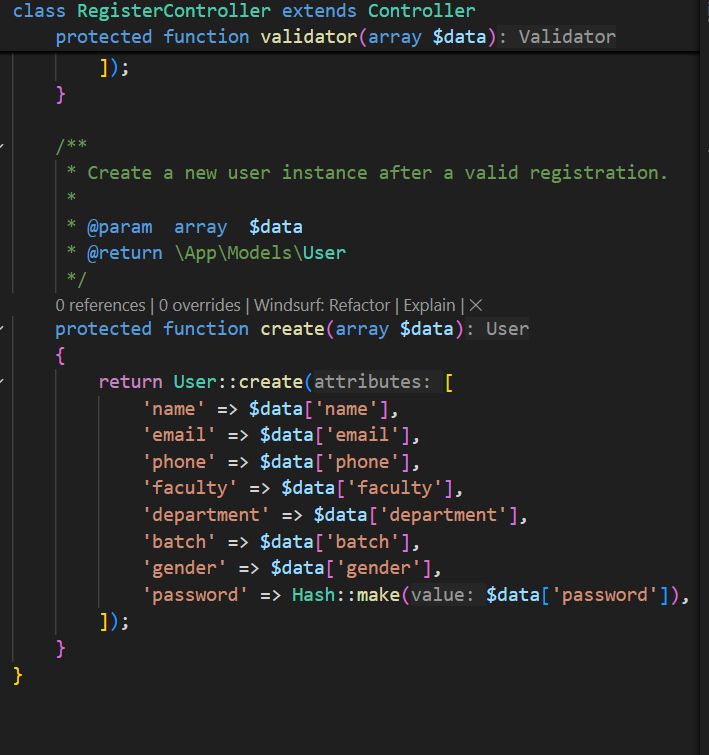 class RegisterController extends Controller
protected function validator(array $data): Validator
]);
}
/**
* Create a new user instance after a valid registration.
*
* @param  array  $data
* @return \App\Models\User
*/
0 references | 0 overrides | Windsurf: Refactor | Explain | ×
protected function create(array $data): User
{
return User::create(attributes: [
'name' => $data['name'],
'email' => $data['email'],
'phone' => $data['phone'],
'faculty' => $data['faculty'],
'department' => $data['department'],
'batch' => $data['batch'],
'gender' => $data['gender'],
'password' => Hash::make(value: $data['password']),
]);
}
}